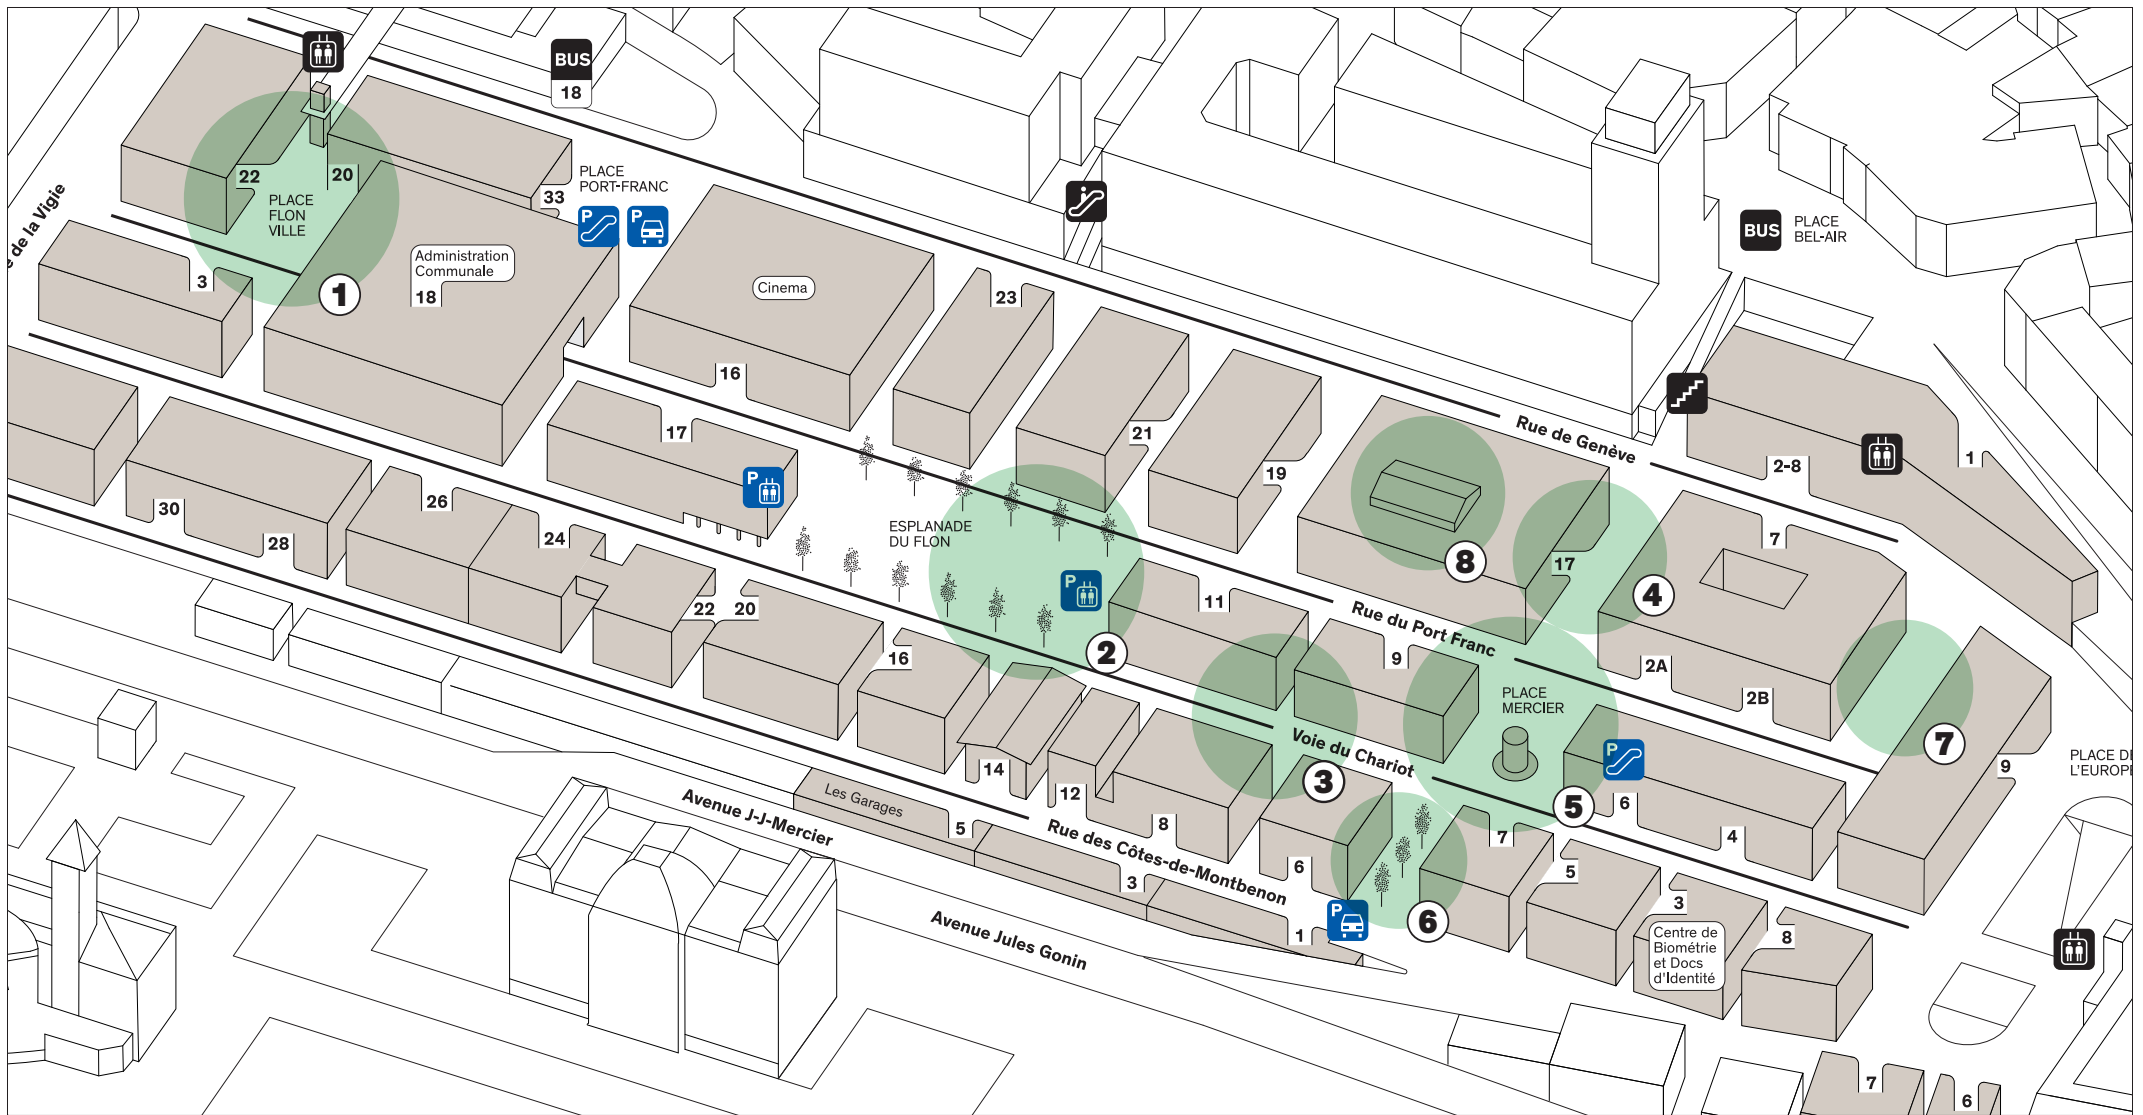 BUS
18
22
20
PLACE
FLON
VILLE
33
PLACE
PORT-FRANC
P
P
e de la Vigie
3
1
Administration
Communale
18
Cinema
16
23
21
19
17
P
BUS
PLACE
BEL-AIR
Rue de Genève
2-8
1
30
28
26
24
22
20
ESPLANADE
DU FLON
P
2
11
8
17
4
7
Rue du Port Franc
9
2A
2B
PLACE
MERCIER
16
14
12
8
Voie du Chariot
3
P
5
6
4
7
9
PLACE DE
L'EUROPE
Les Garages
5
Avenue J-J-Mercier
Rue des Côtes-de-Montbenon
3
1
6
P
6
7
5
3
Centre de
Biométrie
et Docs
d'Identité
8
Avenue Jules Gonin
7
6